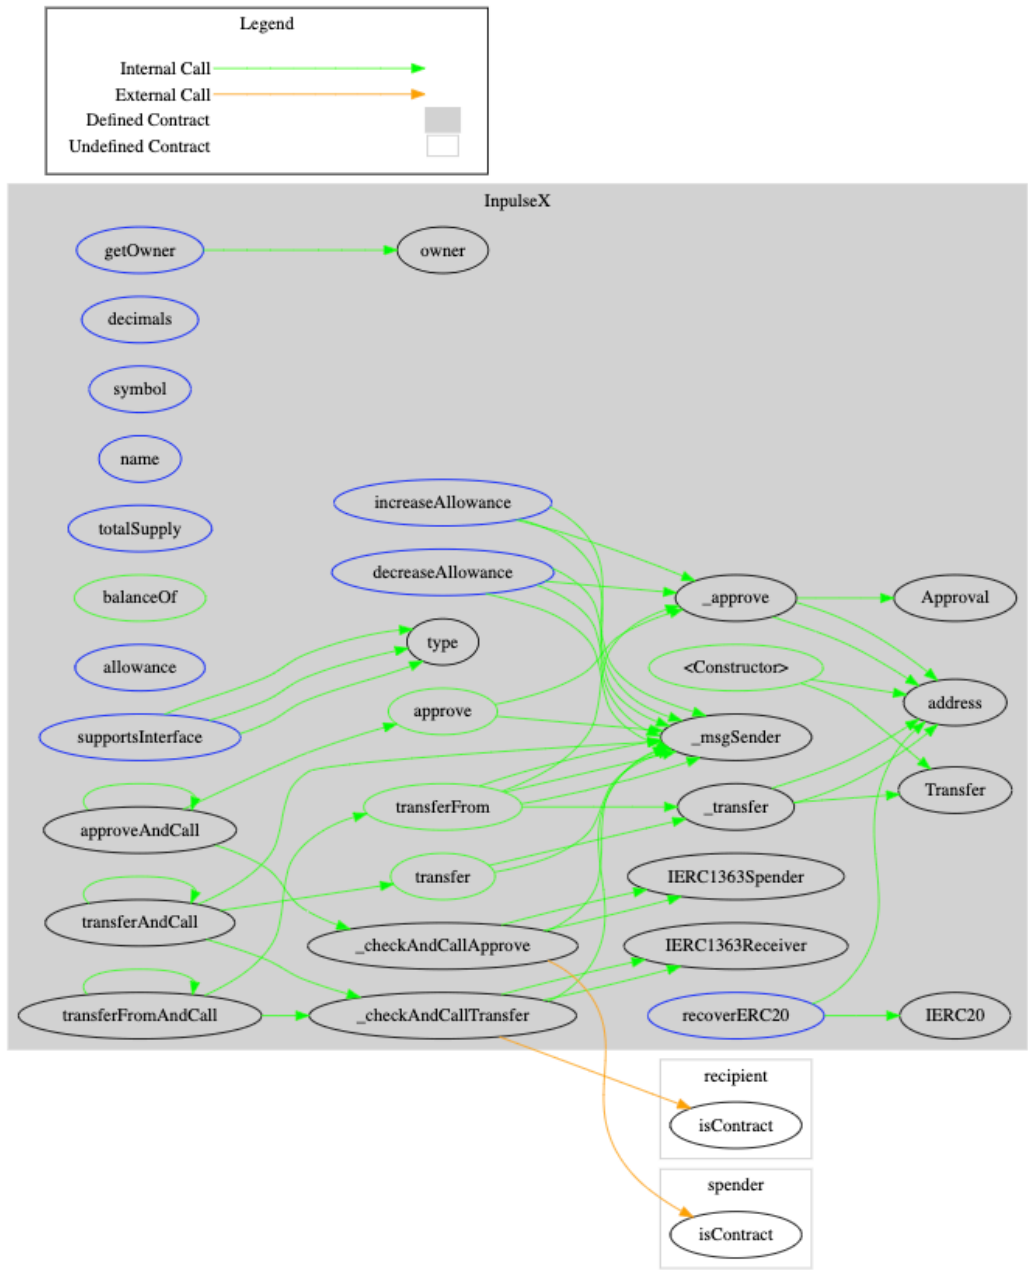 Legend
Internal Call
External Call
Defined Contract
Undefined Contract
InpulseX
getOwner
owner
decimals
symbol
name
totalSupply
increaseAllowance
decreaseAllowance
balanceOf
_approve
Approval
allowance
type
<Constructor>
address
supportsInterface
approve
_msgSender
approveAndCall
transferFrom
_transfer
Transfer
transferAndCall
transfer
IERC1363Spender
_checkAndCallApprove
IERC1363Receiver
transferFromAndCall
_checkAndCallTransfer
recoverERC20
IERC20
recipient
isContract
spender
isContract